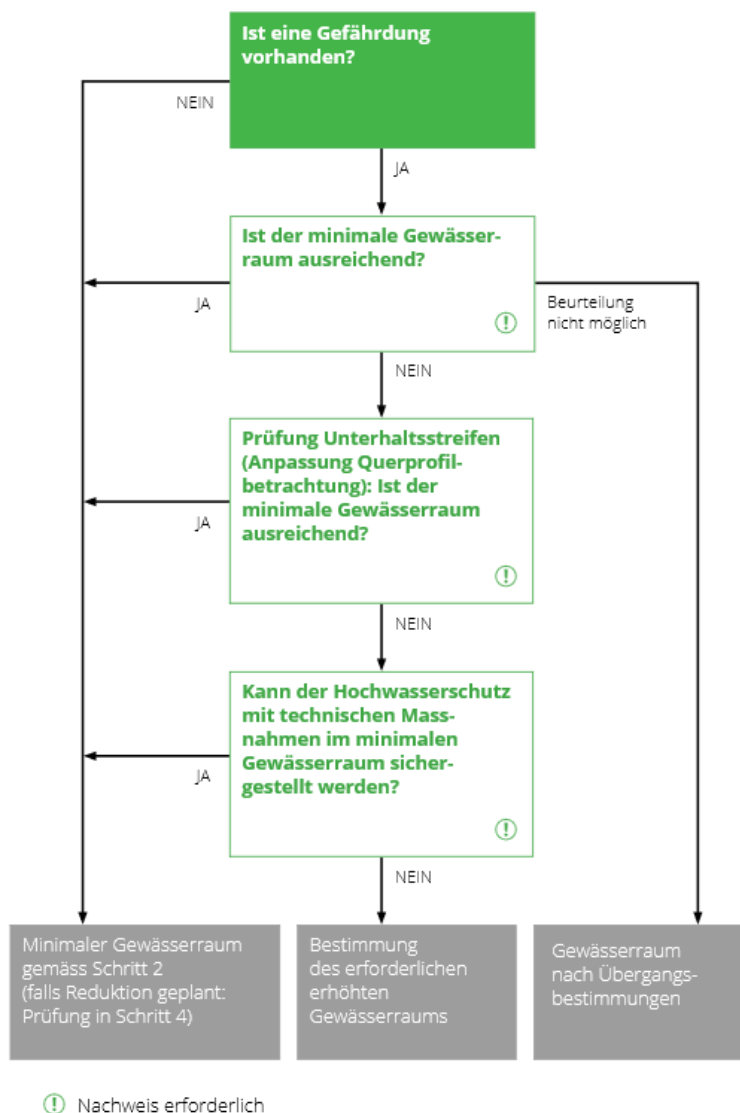 Ist eine Gefährdung
vorhanden?
NEIN
JA
Ist der minimale Gewässer-
raum ausreichend?
JA
Beurteilung
nicht möglich
NEIN
Prüfung Unterhaltsstreifen
(Anpassung Querprofil-
betrachtung): Ist der
minimale Gewässerraum
ausreichend?
JA
NEIN
Kann der Hochwasserschutz
mit technischen Mass-
nahmen im minimalen
Gewässerraum sicher-
gestellt werden?
JA
NEIN
Minimaler Gewässerraum
gemäss Schritt 2
(falls Reduktion geplant:
Prüfung in Schritt 4)
Bestimmung
des erforderlichen
erhöhten
Gewässerraums
Gewässerraum
nach Übergangs-
bestimmungen
Nachweis erforderlich